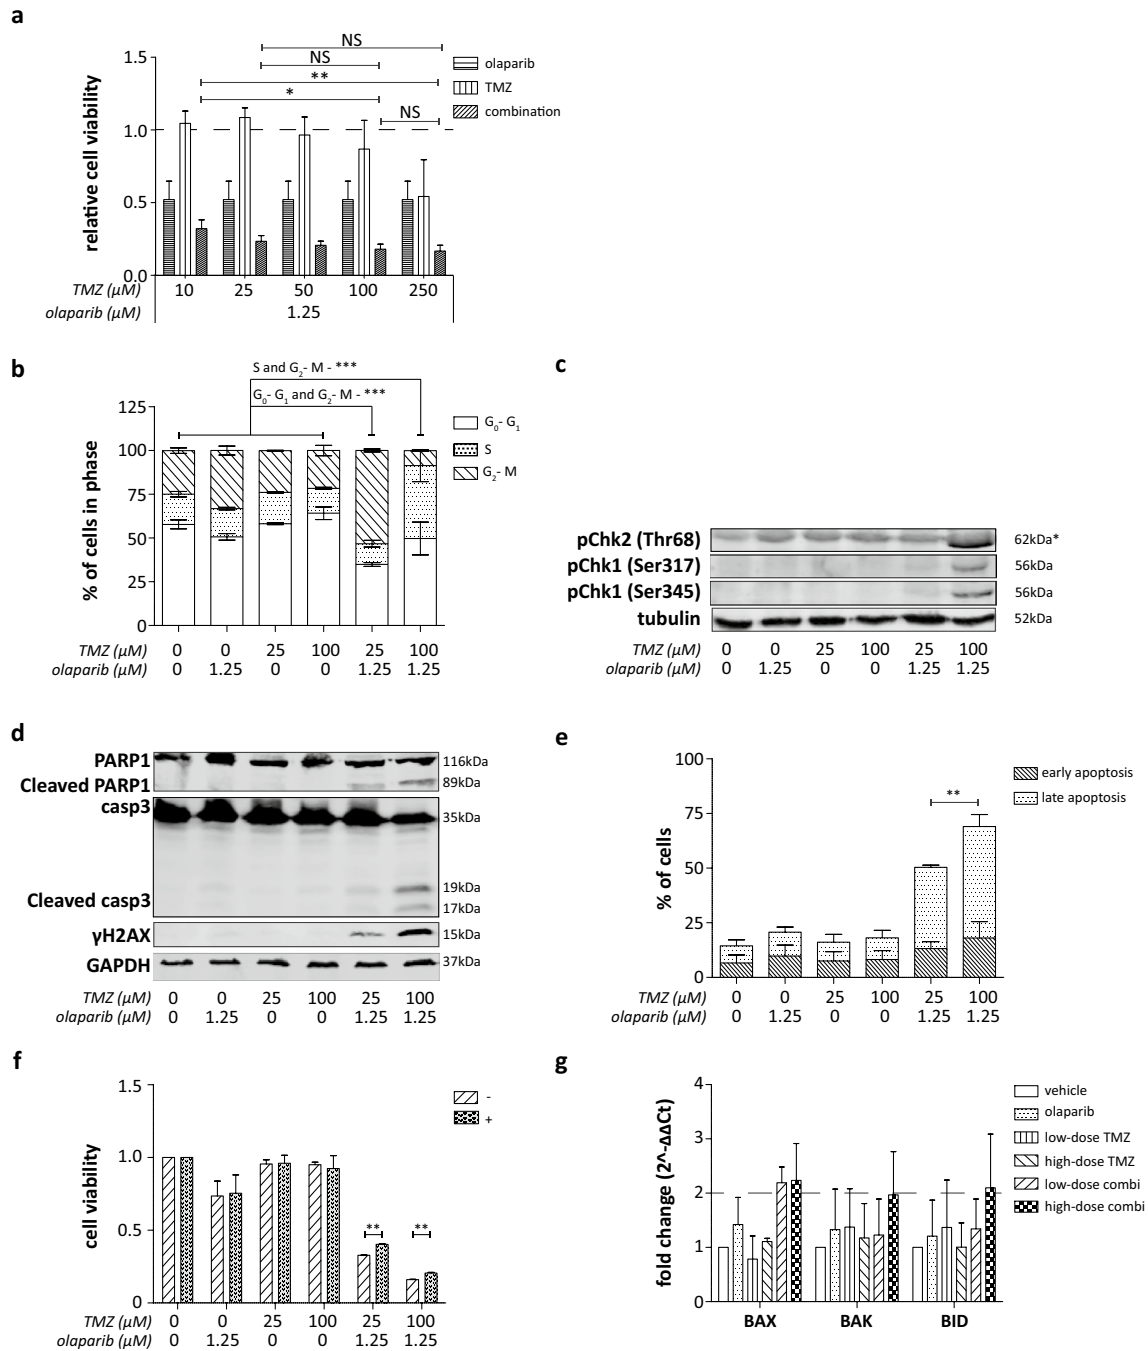 a
NS
NS
**
*
NS
1.5
1.0
0.5
0.0
relative cell viability
olaparib
TMZ
combination
TMZ (μM) 10 25 50 100 250
olaparib (μM) 1.25
b
S and G2- M - ***
G0- G1 and G2- M - ***
125
100
75
50
25
0
% of cells in phase
G0- G1
S
G2- M
TMZ (μM) 0 0 25 100 25 100
olaparib (μM) 0 1.25 0 0 1.25 1.25
c
pChk2 (Thr68) 62kDa*
pChk1 (Ser317) 56kDa
pChk1 (Ser345) 56kDa
tubulin 52kDa
TMZ (μM) 0 0 25 100 25 100
olaparib (μM) 0 1.25 0 0 1.25 1.25
d
PARP1 116kDa
Cleaved PARP1 89kDa
casp3 35kDa
19kDa
Cleaved casp3 17kDa
γH2AX 15kDa
GAPDH 37kDa
TMZ (μM) 0 0 25 100 25 100
olaparib (μM) 0 1.25 0 0 1.25 1.25
e
100
75
50
25
0
% of cells
**
early apoptosis
late apoptosis
TMZ (μM) 0 0 25 100 25 100
olaparib (μM) 0 1.25 0 0 1.25 1.25
f
1.5
1.0
0.5
0
cell viability
** **
-
+
TMZ (μM) 0 0 25 100 25 100
olaparib (μM) 0 1.25 0 0 1.25 1.25
g
4
3
2
1
0
fold change (2^-ΔΔCt)
vehicle
olaparib
low-dose TMZ
high-dose TMZ
low-dose combi
high-dose combi
BAX BAK BID